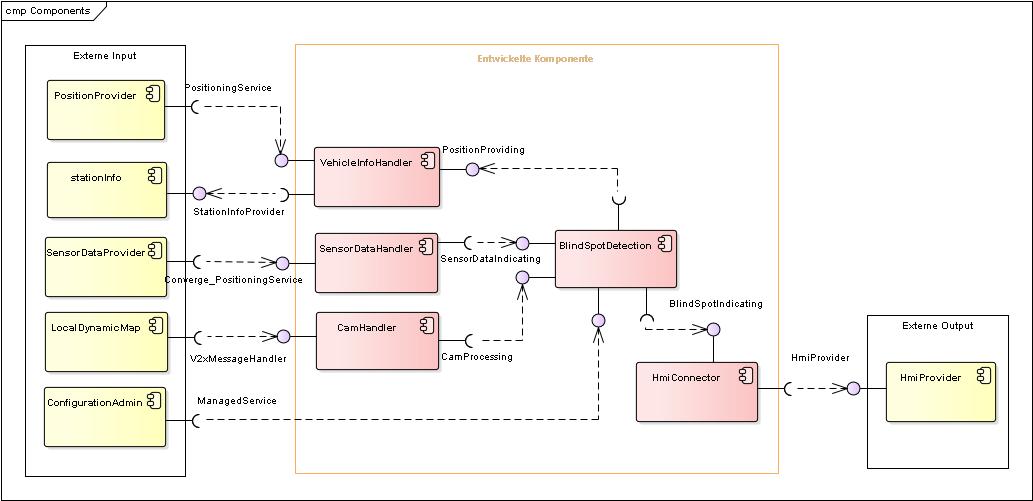 cmp Components
Externe Input
Entwickelte Komponente
PositionProvider
PositioningService
VehicleInfoHandler
PositionProviding
stationInfo
StationInfoProvider
SensorDataProvider
Converge_PositioningService
SensorDataHandler
SensorDataIndicating
BlindSpotDetection
LocalDynamicMap
V2xMessageHandler
CamHandler
CamProcessing
BlindSpotIndicating
ConfigurationAdmin
ManagedService
HmiConnector
HmiProvider
Externe Output
HmiProvider